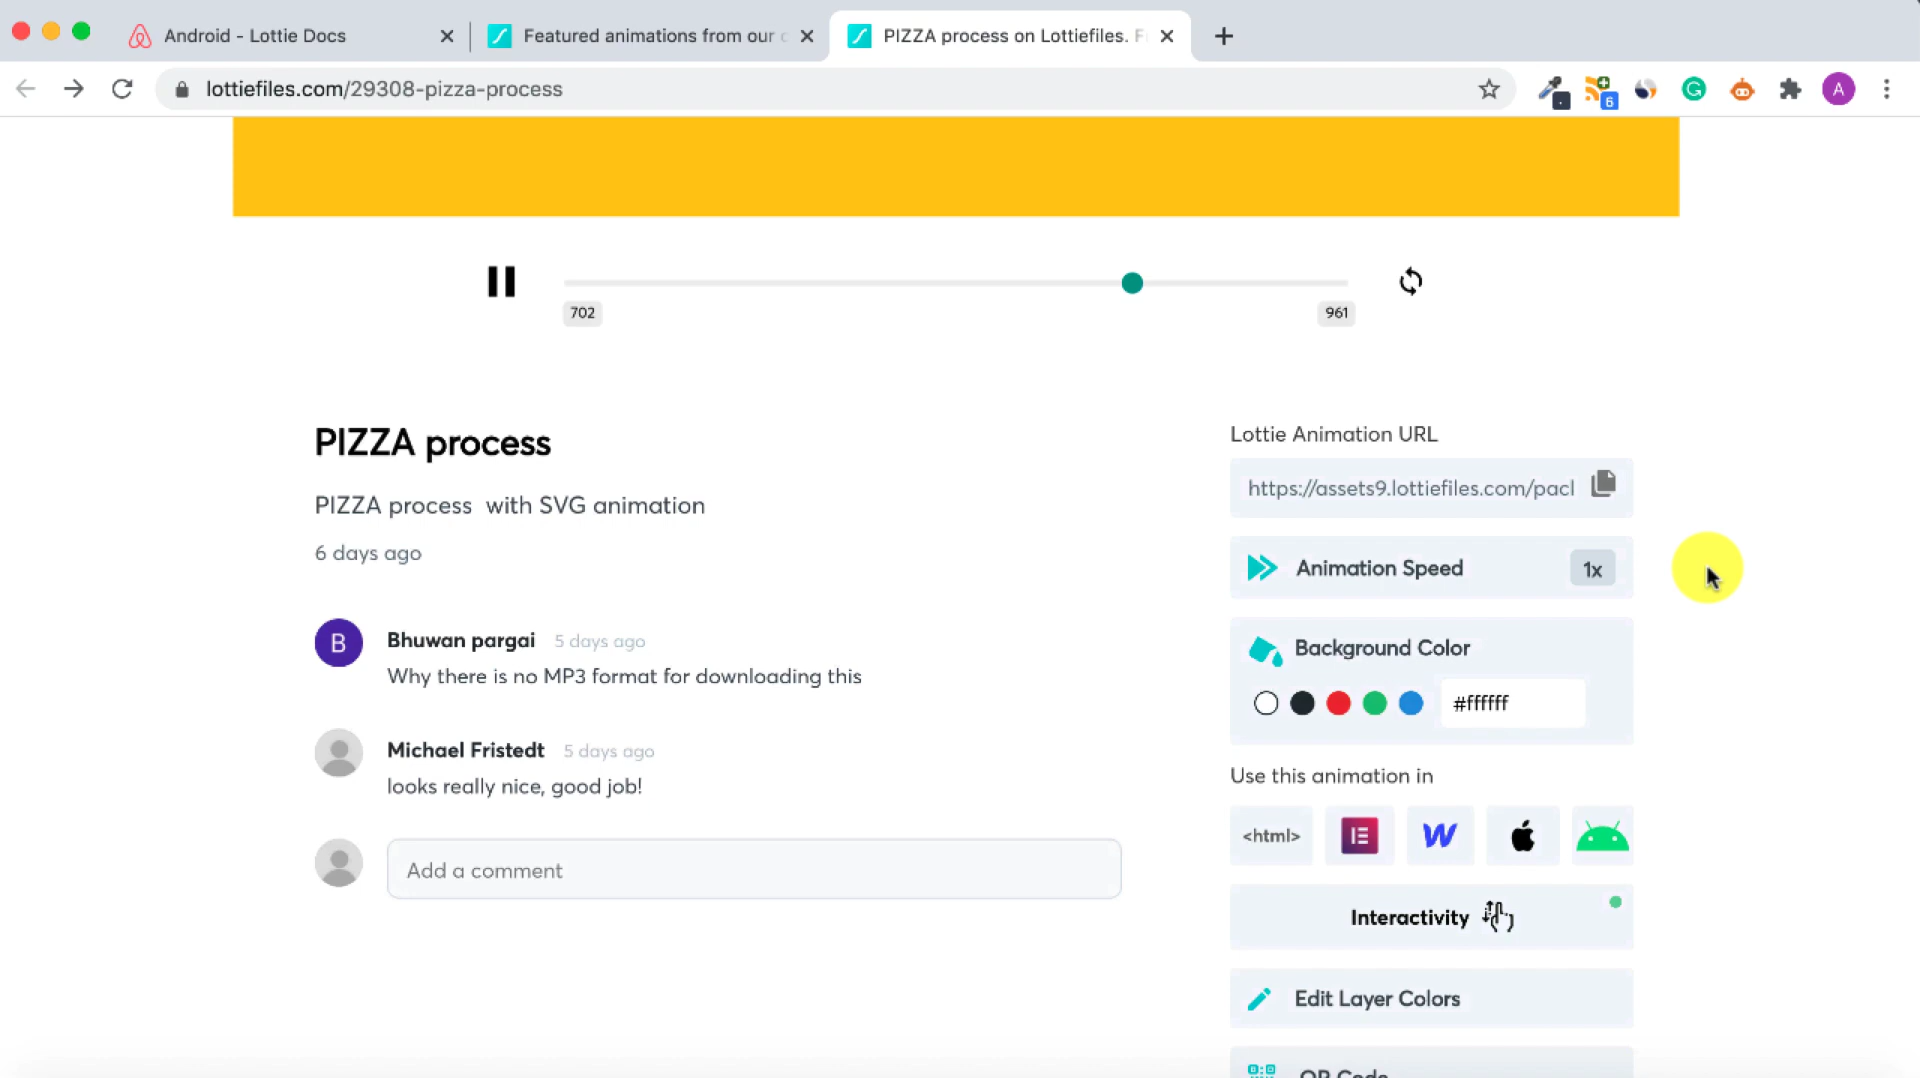 Android - Lottie Docs
Featured animations from our c
PIZZA process on Lottiefiles. F
lottiefiles.com/29308-pizza-process
6
A
702
961
PIZZA process
PIZZA process with SVG animation
6 days ago
B
Bhuwan pargai 5 days ago
Why there is no MP3 format for downloading this
Michael Fristedt 5 days ago
looks really nice, good job!
Add a comment
Lottie Animation URL
https://assets9.lottiefiles.com/pacl
Animation Speed 1x
Background Color
#ffffff
Use this animation in
<html>
Interactivity
Edit Layer Colors
QR Code